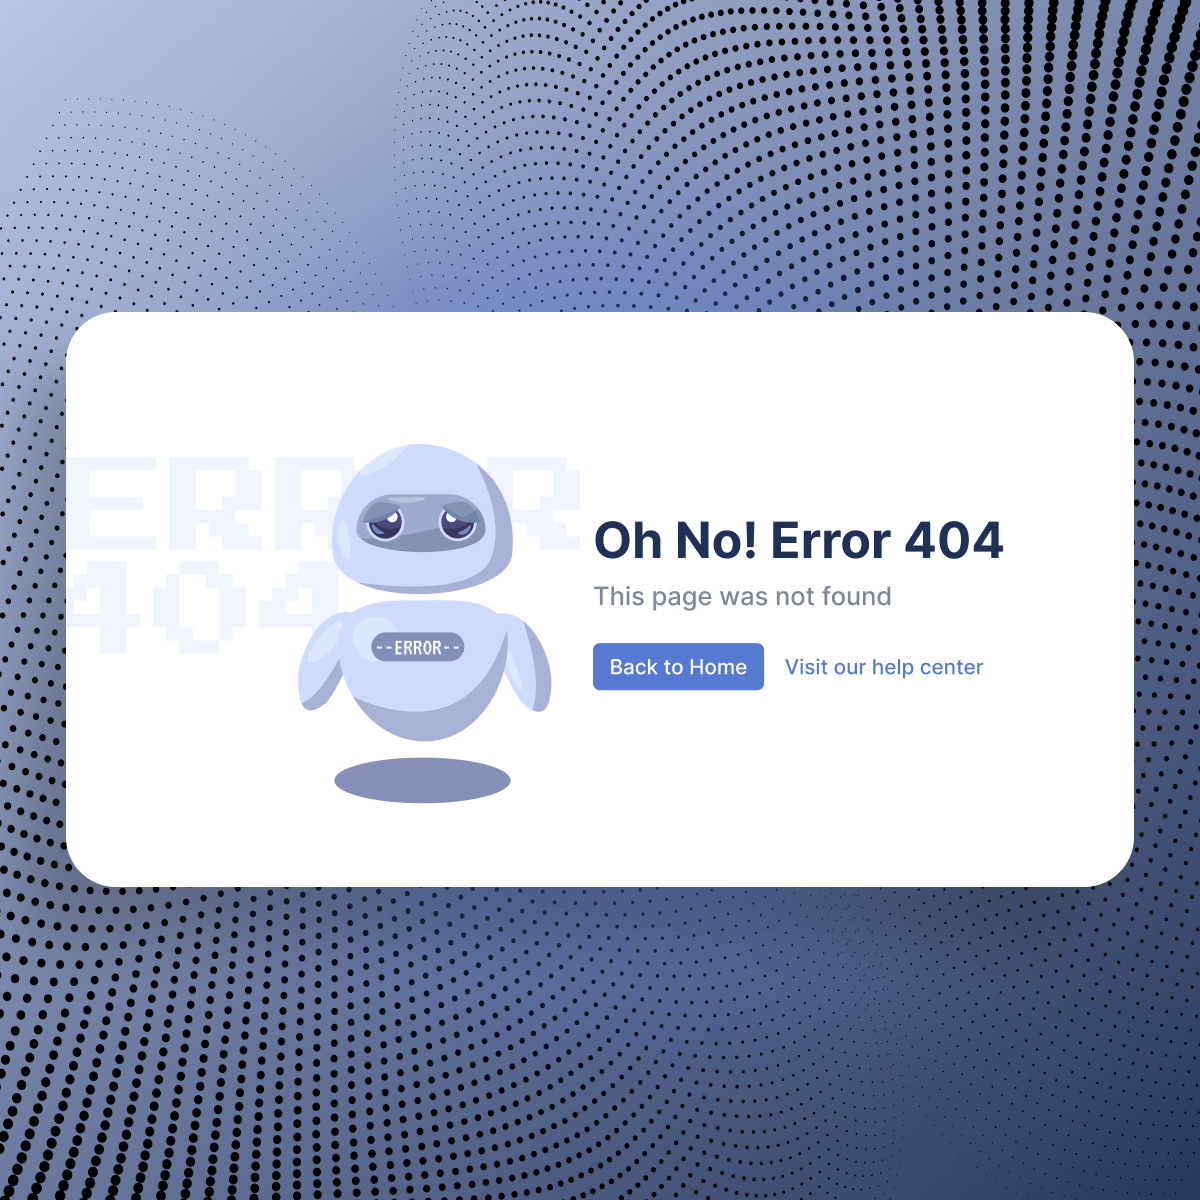 ERROR
404
--ERROR--
Oh No! Error 404
This page was not found
Back to Home
Visit our help center